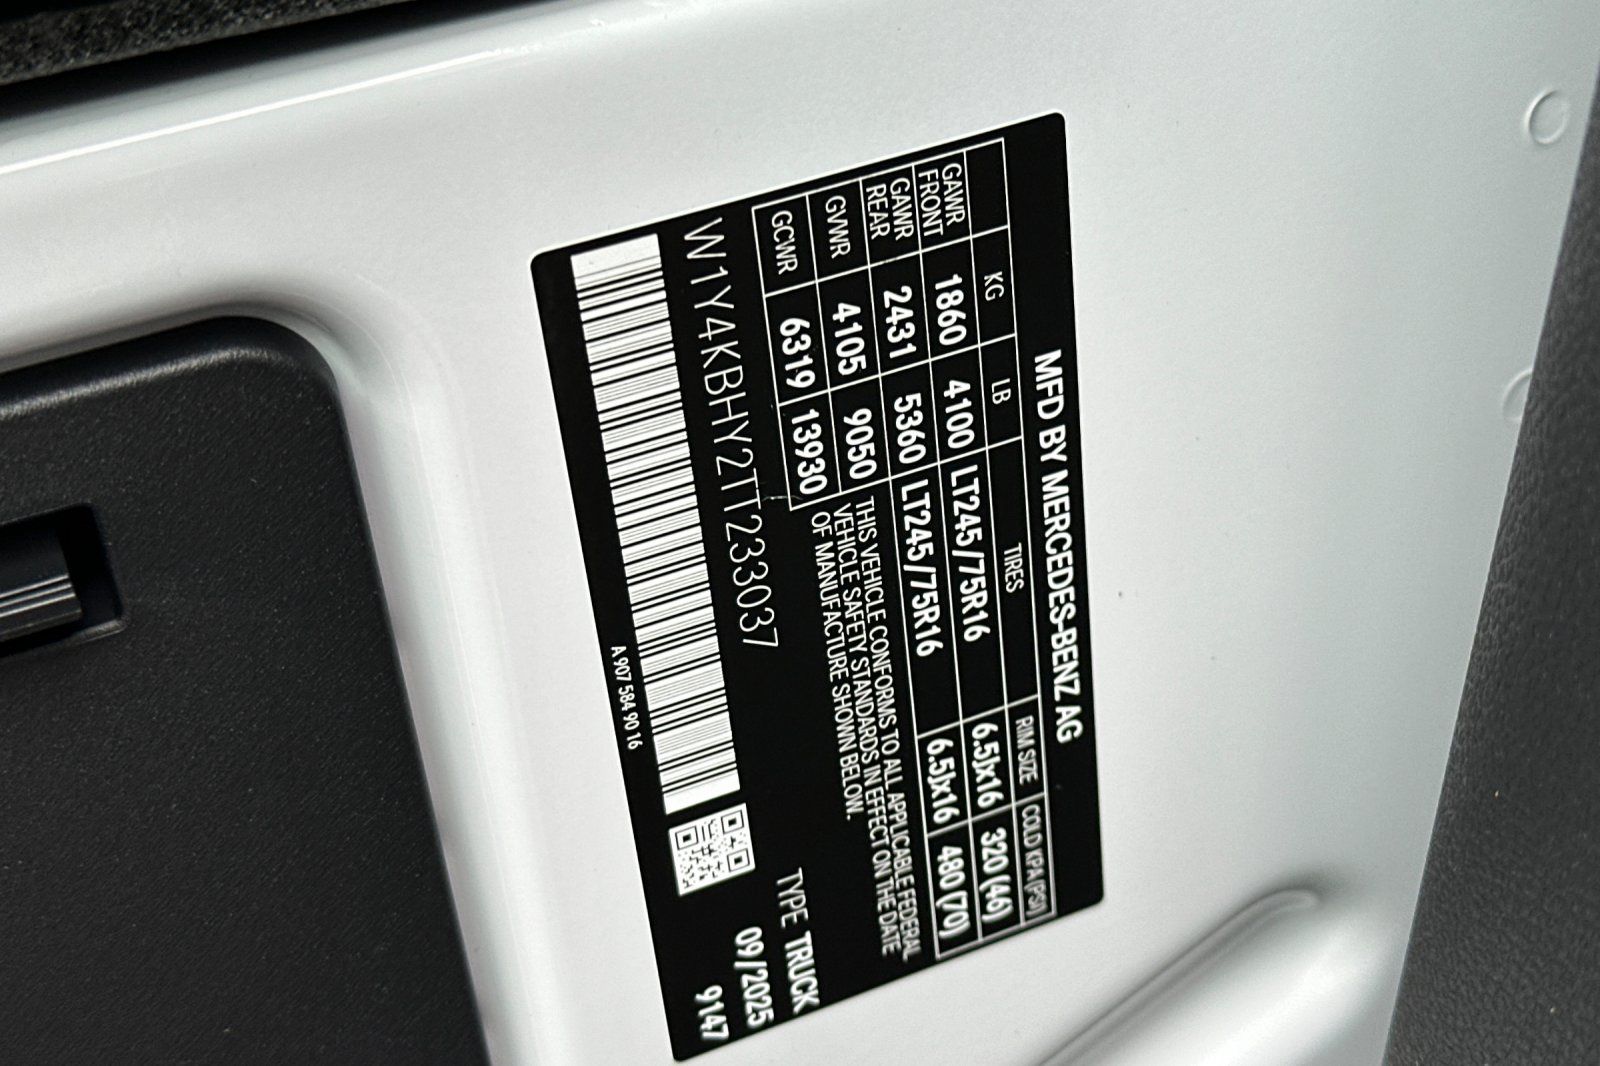 MFD BY MERCEDES-BENZ AG
KG LB TIRES RIM SIZE COLD KPA(PSI)
GAWR FRONT 1860 4100 LT245/75R16 6.5Jx16 320(46)
GAWR REAR 2431 5360 LT245/75R16 6.5Jx16 480(70)
GVWR 4105 9050
GCWR 6319 13930
THIS VEHICLE CONFORMS TO ALL APPLICABLE FEDERAL
VEHICLE SAFETY STANDARDS IN EFFECT ON THE DATE
OF MANUFACTURE SHOWN BELOW.
TYPE TRUCK
W1Y4KBHY2TT233037
09/2025
9147
A 907 584 90 16